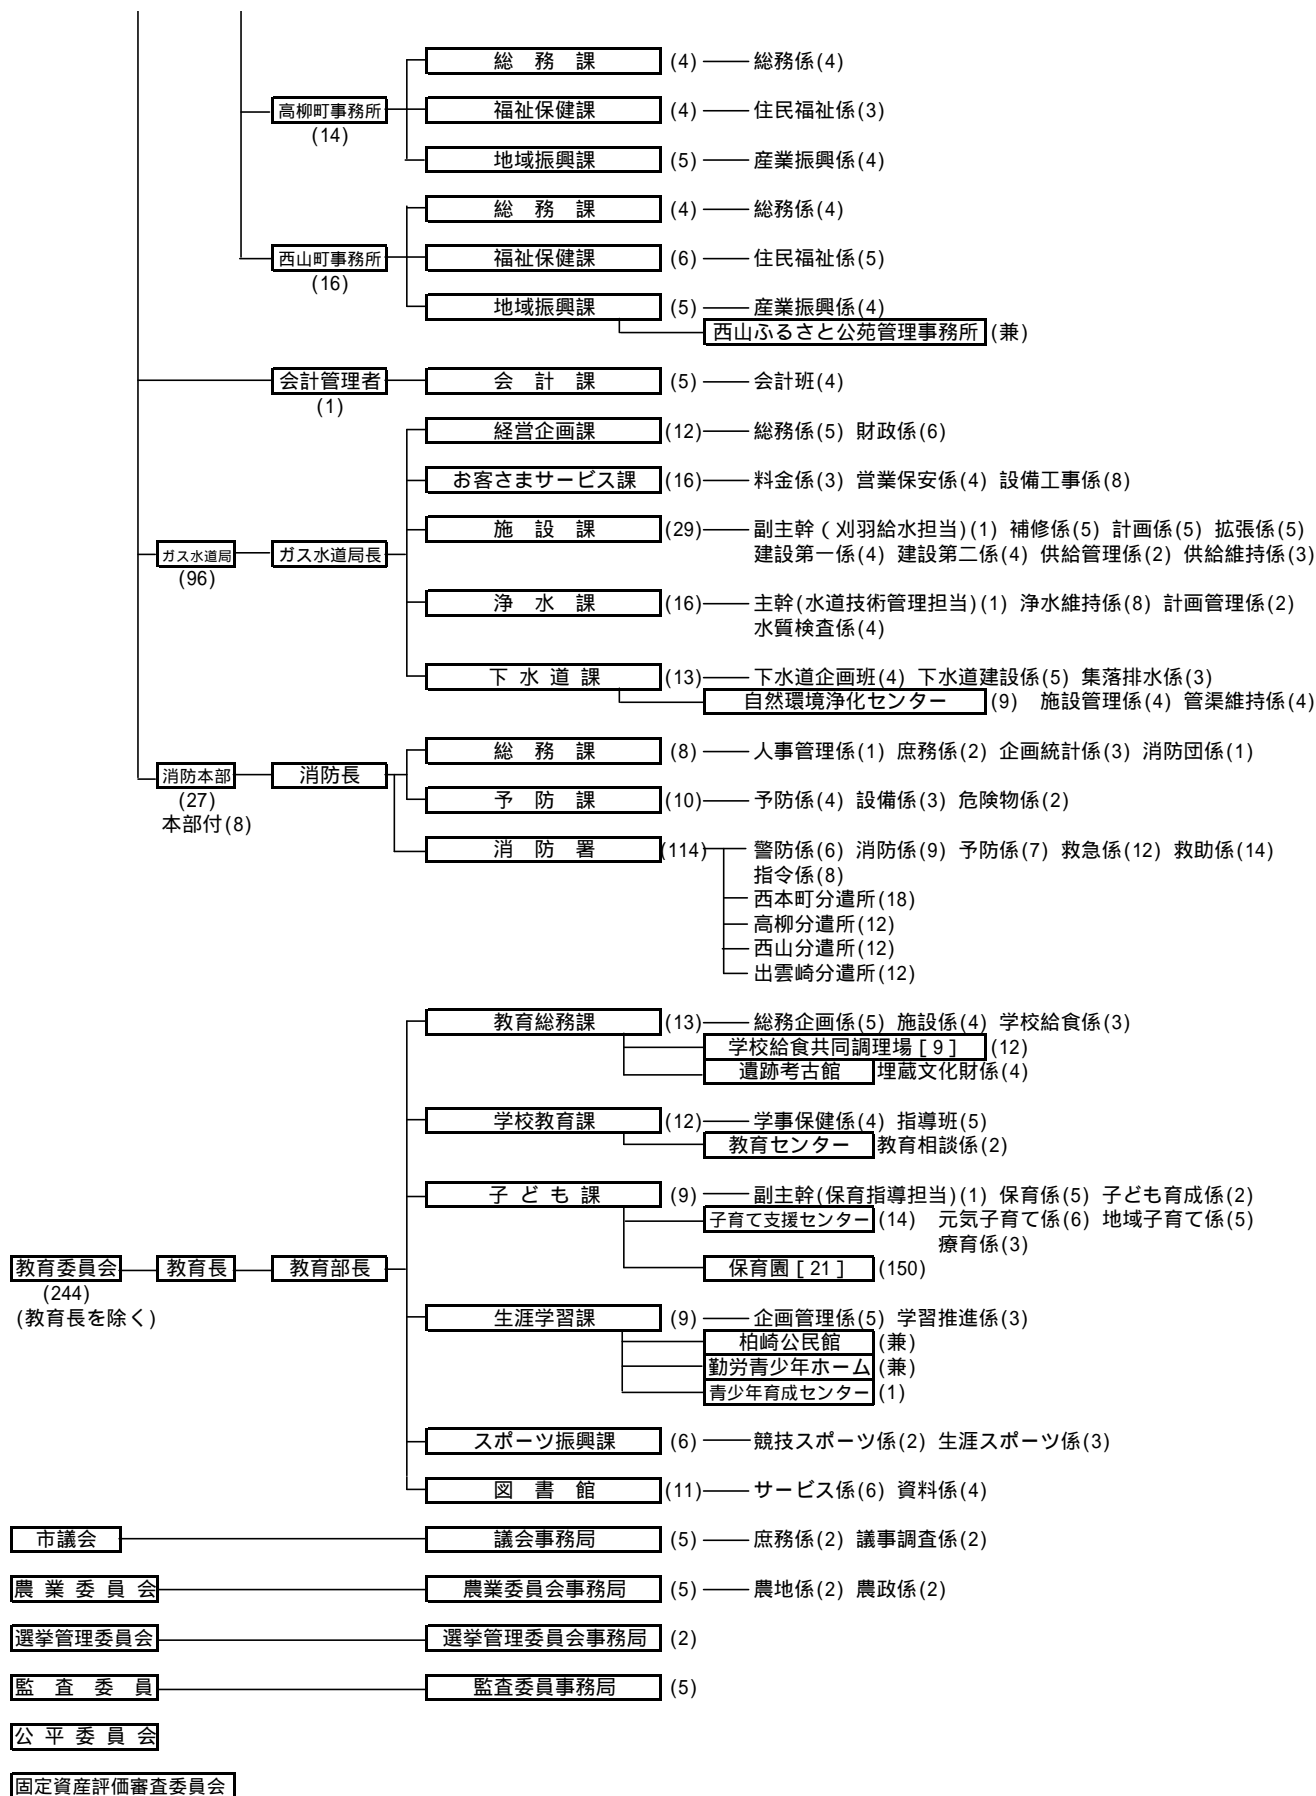 総　務　課 (4) 総務係(4)
高柳町事務所 福祉保健課 (4) 住民福祉係(3)
(14)
地域振興課 (5) 産業振興係(4)
総　務　課 (4) 総務係(4)
西山町事務所 福祉保健課 (6) 住民福祉係(5)
(16)
地域振興課 (5) 産業振興係(4)
西山ふるさと公苑管理事務所 (兼)
会計管理者 会　計　課 (5) 会計班(4)
(1)
経営企画課 (12) 総務係(5) 財政係(6)
お客さまサービス課 (16) 料金係(3) 営業保安係(4) 設備工事係(8)
施　設　課 (29) 副主幹(刈羽給水担当)(1) 補修係(5) 計画係(5) 拡張係(5)
ガス水道局 ガス水道局長 建設第一係(4) 建設第二係(4) 供給管理係(2) 供給維持係(3)
(96)
浄　水　課 (16) 主幹(水道技術管理担当)(1) 浄水維持係(8) 計画管理係(2)
水質検査係(4)
下 水 道 課 (13) 下水道企画班(4) 下水道建設係(5) 集落排水係(3)
自然環境浄化センター (9) 施設管理係(4) 管渠維持係(4)
総　務　課 (8) 人事管理係(1) 庶務係(2) 企画統計係(3) 消防団係(1)
消防本部 消防長
(27) 予　防　課 (10) 予防係(4) 設備係(3) 危険物係(2)
本部付(8)
消　防　署 (114) 警防係(6) 消防係(9) 予防係(7) 救急係(12) 救助係(14)
指令係(8)
西本町分遣所(18)
高柳分遣所(12)
西山分遣所(12)
出雲崎分遣所(12)
教育総務課 (13) 総務企画係(5) 施設係(4) 学校給食係(3)
学校給食共同調理場[9] (12)
遺跡考古館 埋蔵文化財係(4)
学校教育課 (12) 学事保健係(4) 指導班(5)
教育センター 教育相談係(2)
子 ど も 課 (9) 副主幹(保育指導担当)(1) 保育係(5) 子ども育成係(2)
子育て支援センター (14) 元気子育て係(6) 地域子育て係(5)
療育係(3)
教育委員会 教育長 教育部長 保育園[21] (150)
(244)
(教育長を除く) 生涯学習課 (9) 企画管理係(5) 学習推進係(3)
柏崎公民館 (兼)
勤労青少年ホーム (兼)
青少年育成センター (1)
スポーツ振興課 (6) 競技スポーツ係(2) 生涯スポーツ係(3)
図　書　館 (11) サービス係(6) 資料係(4)
市議会 議会事務局 (5) 庶務係(2) 議事調査係(2)
農 業 委 員 会 農業委員会事務局 (5) 農地係(2) 農政係(2)
選挙管理委員会 選挙管理委員会事務局 (2)
監　査　委　員 監査委員事務局 (5)
公 平 委 員 会
固定資産評価審査委員会